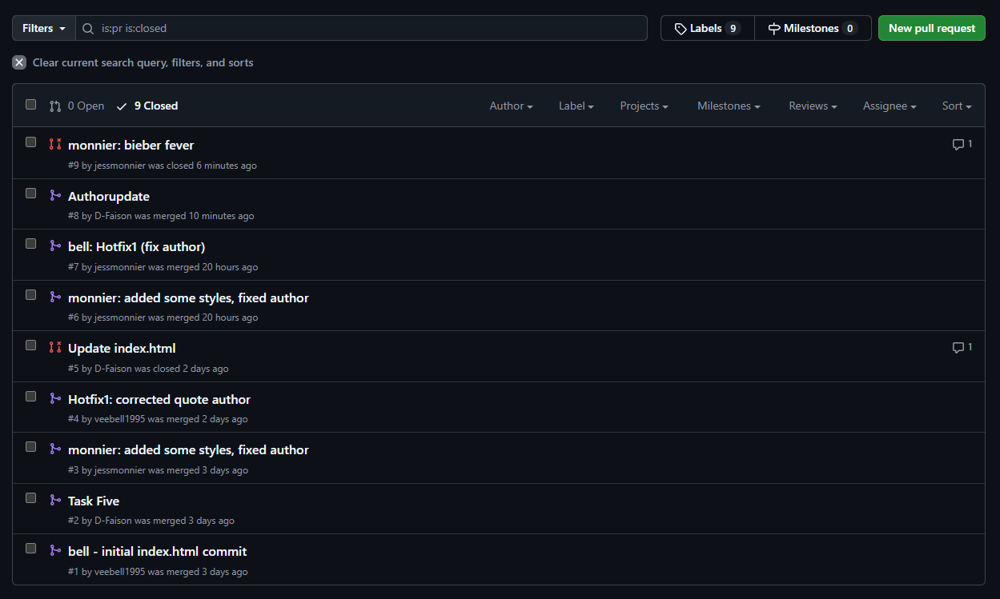 Filters is:pr is:closed Labels 9 Milestones 0 New pull request
Clear current search query, filters, and sorts
0 Open 9 Closed Author Label Projects Milestones Reviews Assignee Sort
monnier: bieber fever 1
#9 by jessmonnier was closed 6 minutes ago
Authorupdate
#8 by D-Faison was merged 10 minutes ago
bell: Hotfix1 (fix author)
#7 by jessmonnier was merged 20 hours ago
monnier: added some styles, fixed author
#6 by jessmonnier was merged 20 hours ago
Update index.html 1
#5 by D-Faison was closed 2 days ago
Hotfix1: corrected quote author
#4 by veebell1995 was merged 2 days ago
monnier: added some styles, fixed author
#3 by jessmonnier was merged 3 days ago
Task Five
#2 by D-Faison was merged 3 days ago
bell - initial index.html commit
#1 by veebell1995 was merged 3 days ago